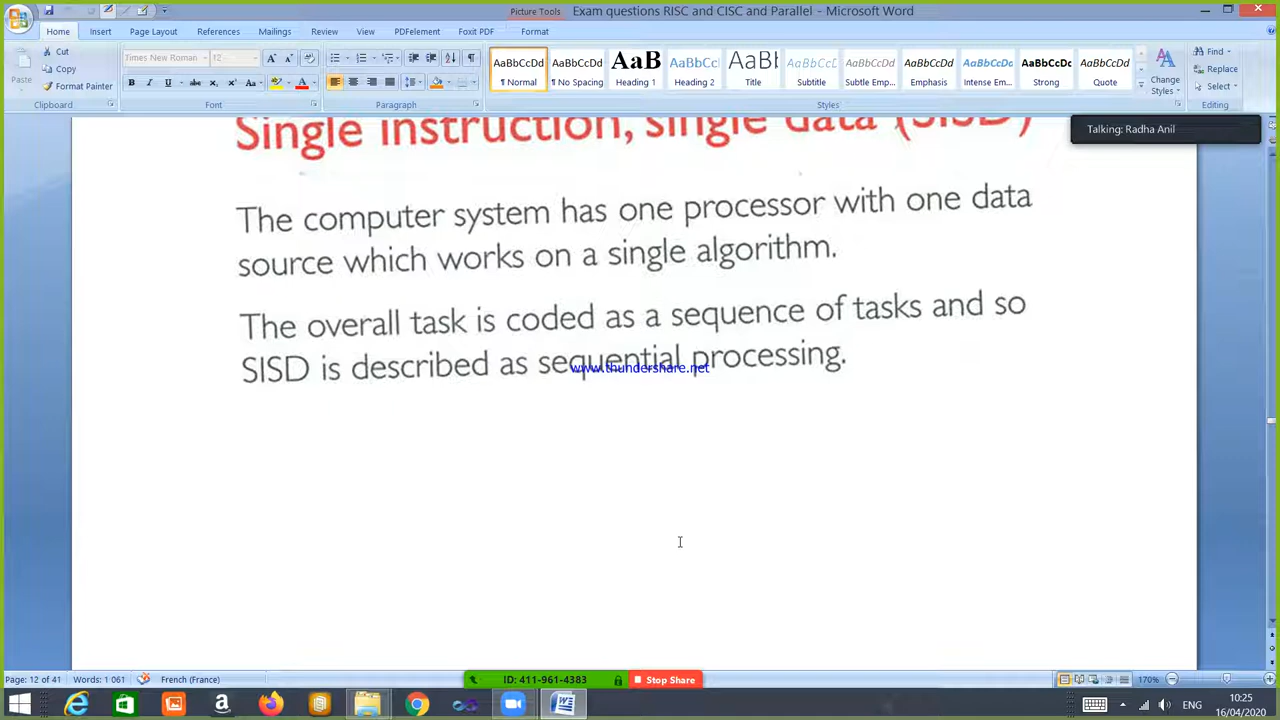 Picture Tools
Exam questions RISC and CISC and Parallel - Microsoft Word
Home Insert Page Layout References Mailings Review View PDFelement Foxit PDF Format
Paste
Cut
Copy
Format Painter
Clipboard
Times New Roman 12
Font
Paragraph
AaBbCcDd AaBbCcDd AaB AaBbCc AaB AaBbCcL AaBbCcDd AaBbCcDd AaBbCcDd AaBbCcDd AaBbCcDd
¶ Normal ¶ No Spacing Heading 1 Heading 2 Title Subtitle Subtle Emp... Emphasis Intense Em... Strong Quote
Change Styles
Styles
Find
Replace
Select
Editing
Talking: Radha Anil
Single instruction, single data (SISD)
The computer system has one processor with one data
source which works on a single algorithm.
The overall task is coded as a sequence of tasks and so
SISD is described as sequential processing.
www.thundershare.net
Page: 12 of 41 Words: 1 061 French (France)
ID: 411-961-4383 Stop Share
170%
ENG
10:25
16/04/2020